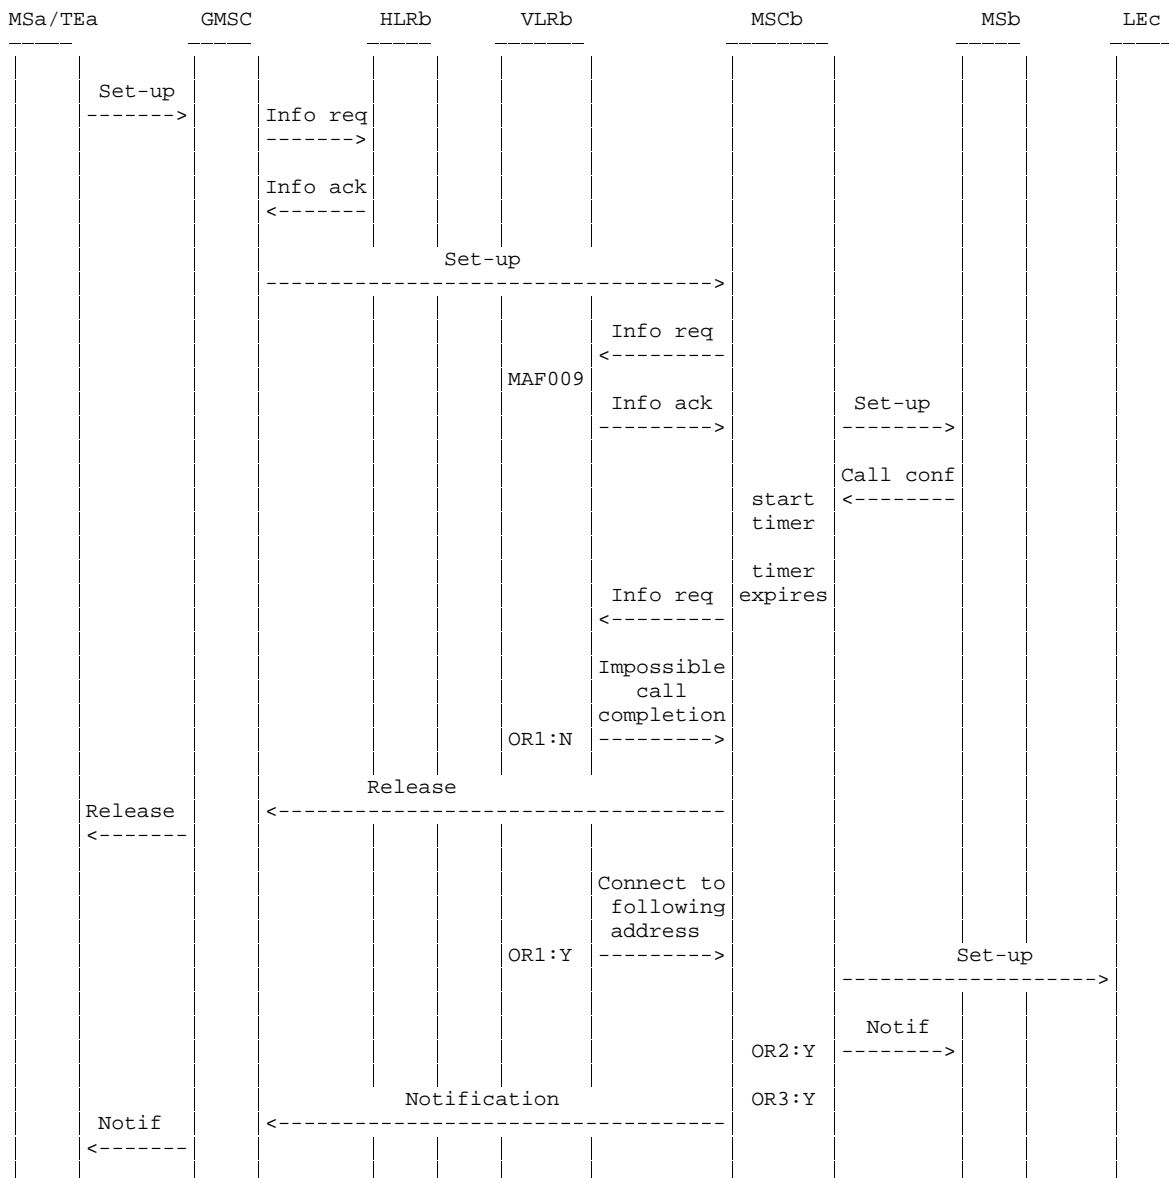 MSa/TEa GMSC HLRb VLRb MSCb MSb LEc
Set-up
-------> Info req
------->
Info ack
<-------
Set-up
----------------------------------->
Info req
<---------
MAF009
Info ack Set-up
---------> -------->
Call conf
start <--------
timer
timer
Info req expires
<---------
Impossible
call
completion
OR1:N --------->
Release
Release <-----------------------------------
<-------
Connect to
following
address
OR1:Y ---------> Set-up
-------------------->
Notif
OR2:Y -------->
Notification OR3:Y
Notif <-----------------------------------
<-------